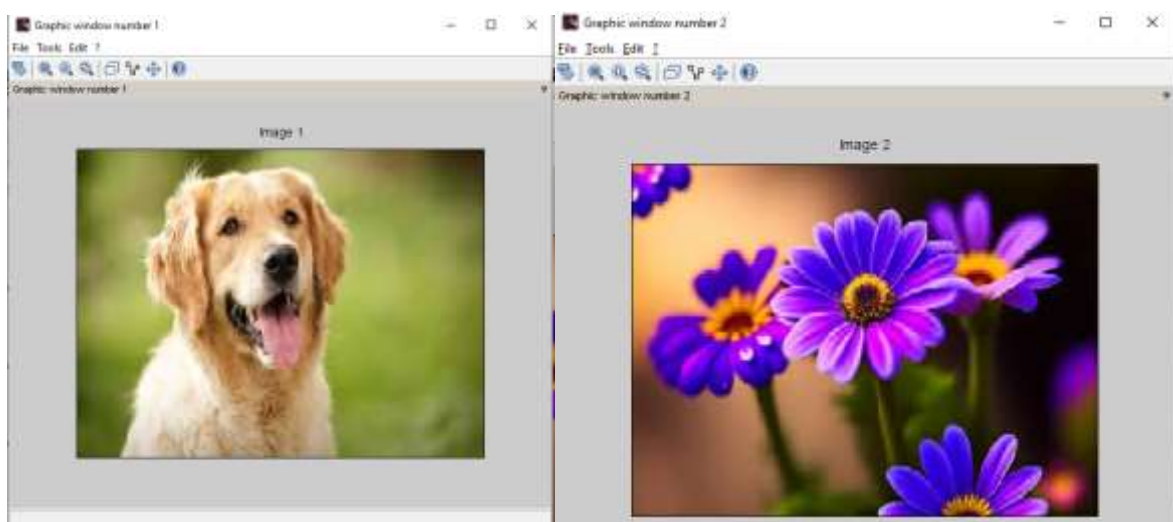 Graphic window number 1
File Tools Edit ?
Graphic window number 1
Image 1
Graphic window number 2
File Tools Edit ?
Graphic window number 2
Image 2